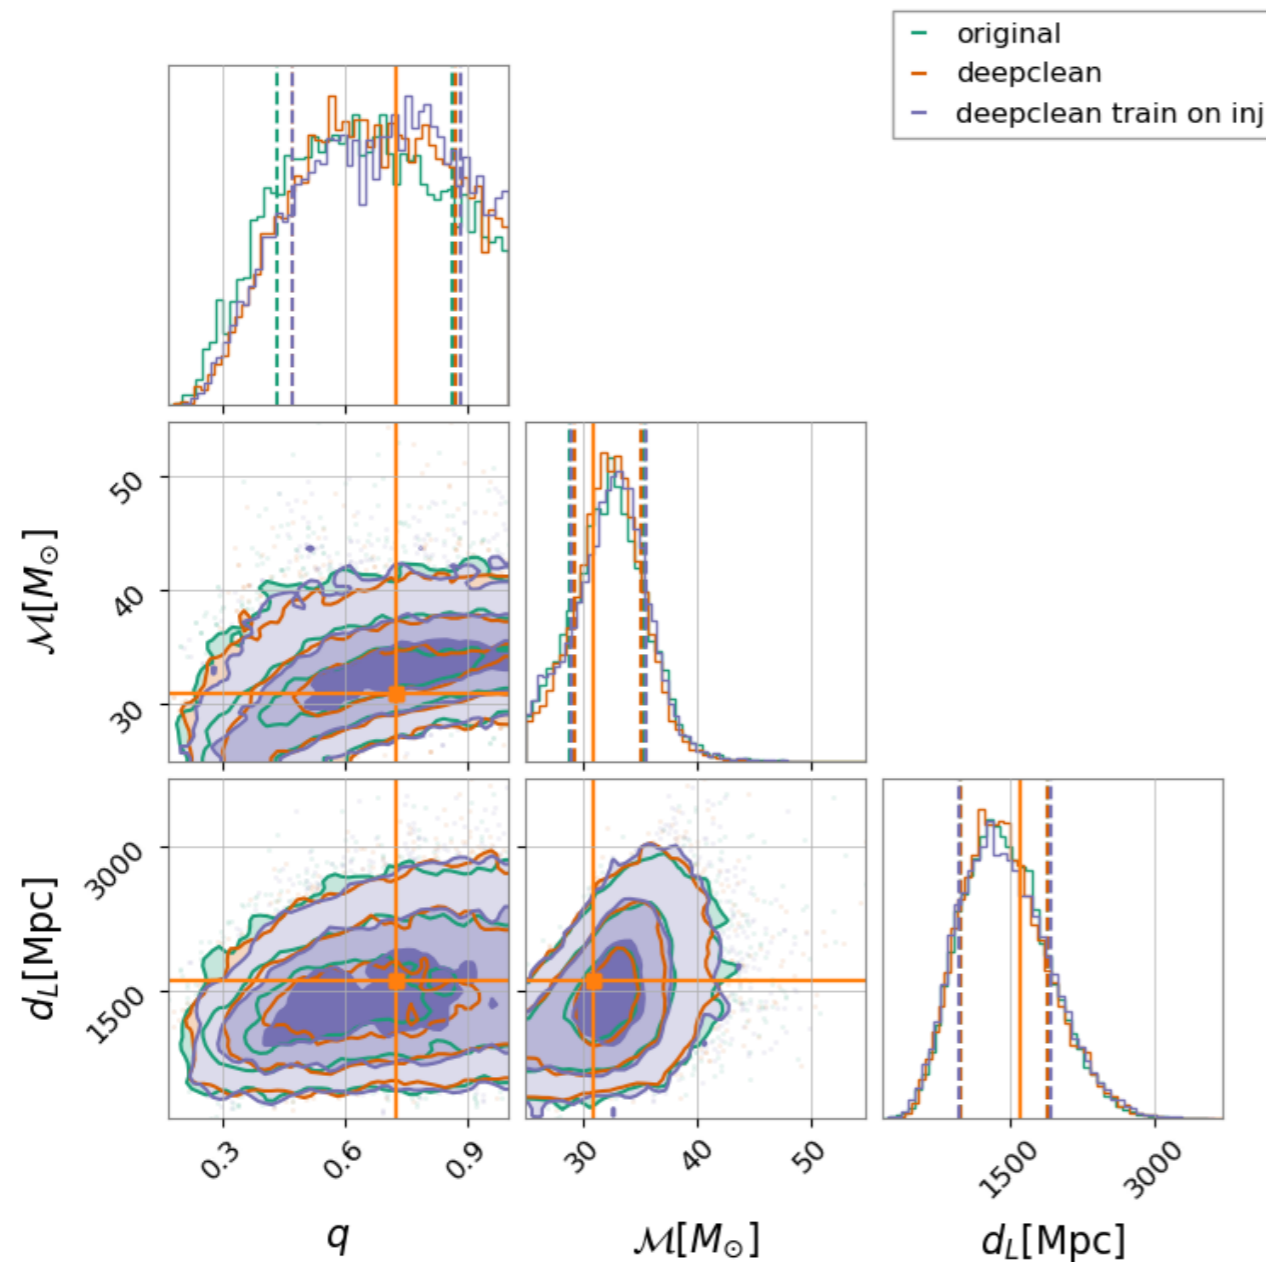 original
deepclean
deepclean train on inj
50
40
30
ℳ[M⊙]
3000
1500
d_L[Mpc]
0.3 0.6 0.9
30 40 50
1500 3000
q
ℳ[M⊙]
d_L[Mpc]